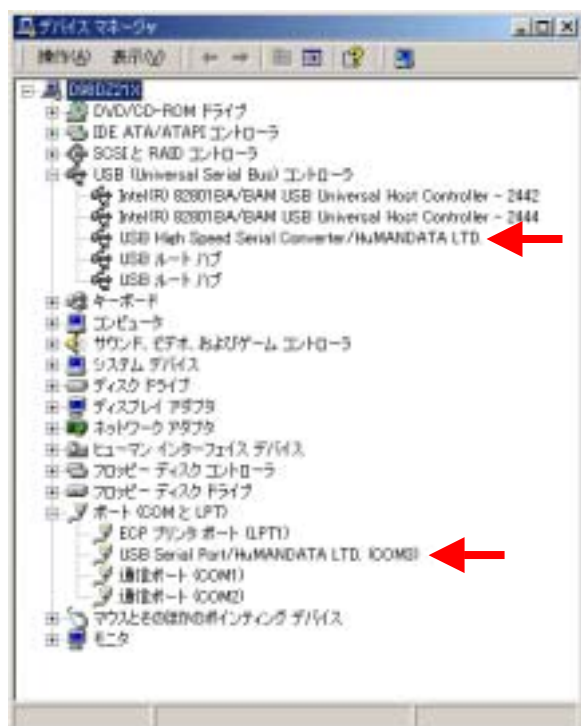 デバイス マネージャ
操作(A) 表示(V)
D9BDZ21X
DVD/CD-ROM ドライブ
IDE ATA/ATAPI コントローラ
SCSI と RAID コントローラ
USB (Universal Serial Bus) コントローラ
Intel(R) 82801BA/BAM USB Universal Host Controller - 2442
Intel(R) 82801BA/BAM USB Universal Host Controller - 2444
USB High Speed Serial Converter/HuMANDATA LTD.
USB ルート ハブ
USB ルート ハブ
キーボード
コンピュータ
サウンド、ビデオ、およびゲーム コントローラ
システム デバイス
ディスク ドライブ
ディスプレイ アダプタ
ネットワーク アダプタ
ヒューマン インターフェイス デバイス
フロッピー ディスク コントローラ
フロッピー ディスク ドライブ
ポート (COM と LPT)
ECP プリンタ ポート (LPT1)
USB Serial Port/HuMANDATA LTD. (COM3)
通信ポート (COM1)
通信ポート (COM2)
マウスとそのほかのポインティング デバイス
モニタ